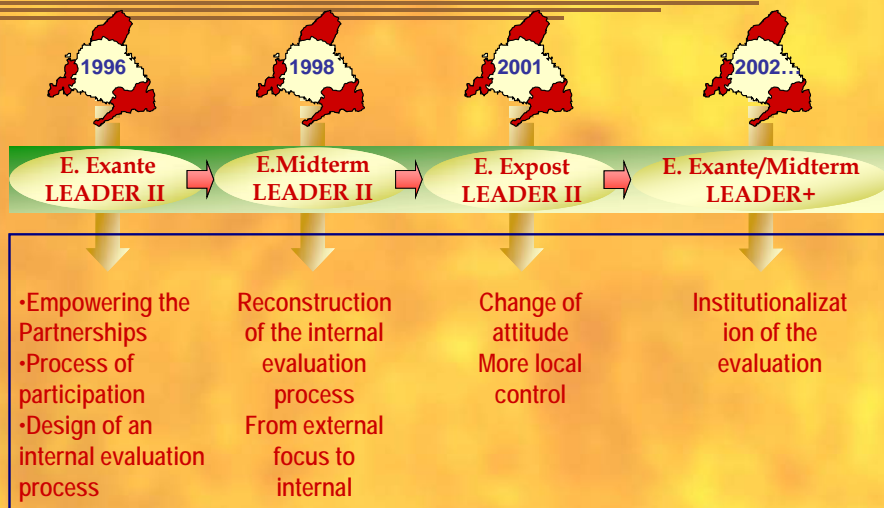 1996
1998
2001
2002...
E. Exante
LEADER II
E.Midterm
LEADER II
E. Expost
LEADER II
E. Exante/Midterm
LEADER+
•Empowering the
Partnerships
•Process of
participation
•Design of an
internal evaluation
process
Reconstruction
of the internal
evaluation
process
From external
focus to
internal
Change of
attitude
More local
control
Institutionalizat
ion of the
evaluation